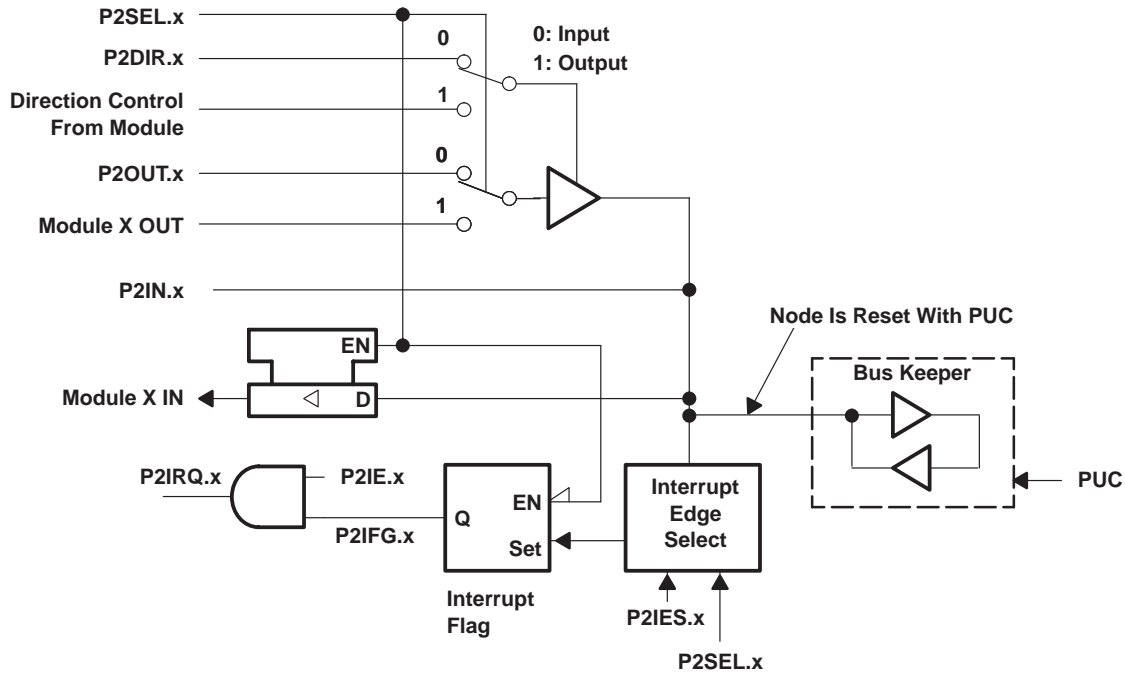 P2SEL.x
0
0: Input
1: Output
P2DIR.x
1
Direction Control
From Module
0
P2OUT.x
1
Module X OUT
P2IN.x
Node Is Reset With PUC
EN
Bus Keeper
Module X IN
D
P2IRQ.x
P2IE.x
PUC
Interrupt
Edge
Select
EN
Q
P2IFG.x
Set
Interrupt
Flag
P2IES.x
P2SEL.x